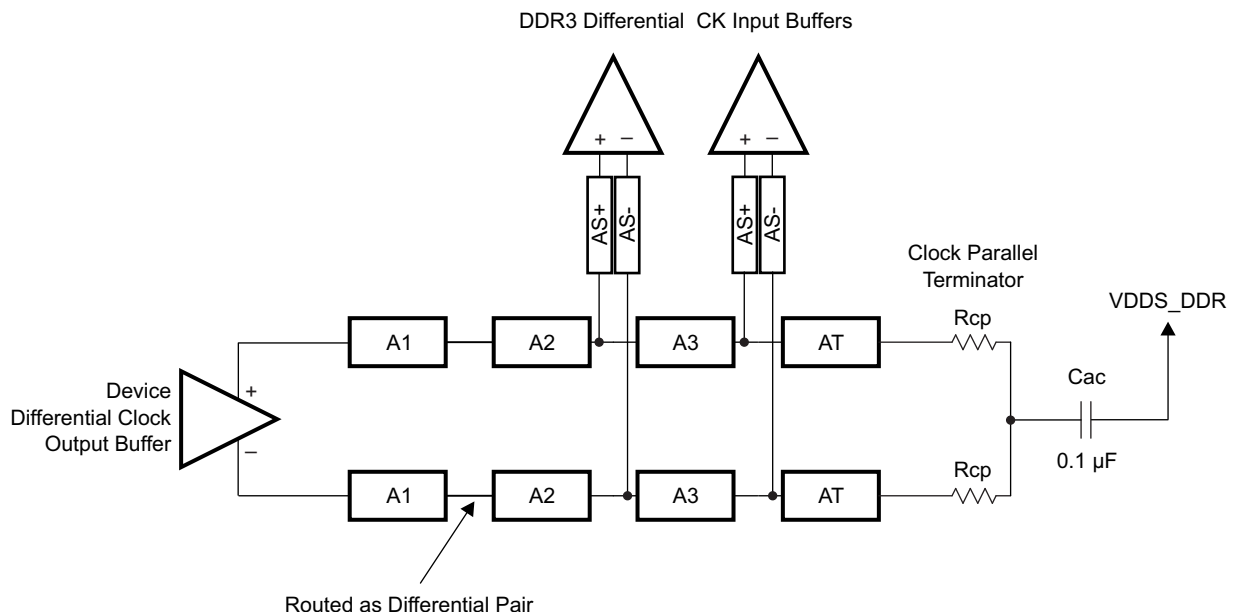 DDR3 Differential CK Input Buffers
+ −
+ −
AS+
AS-
AS+
AS-
Clock Parallel
Terminator
VDDS_DDR
A1
A2
A3
AT
Rcp
Device
Differential Clock
Output Buffer
+
−
Cac
0.1 µF
A1
A2
A3
AT
Rcp
Routed as Differential Pair